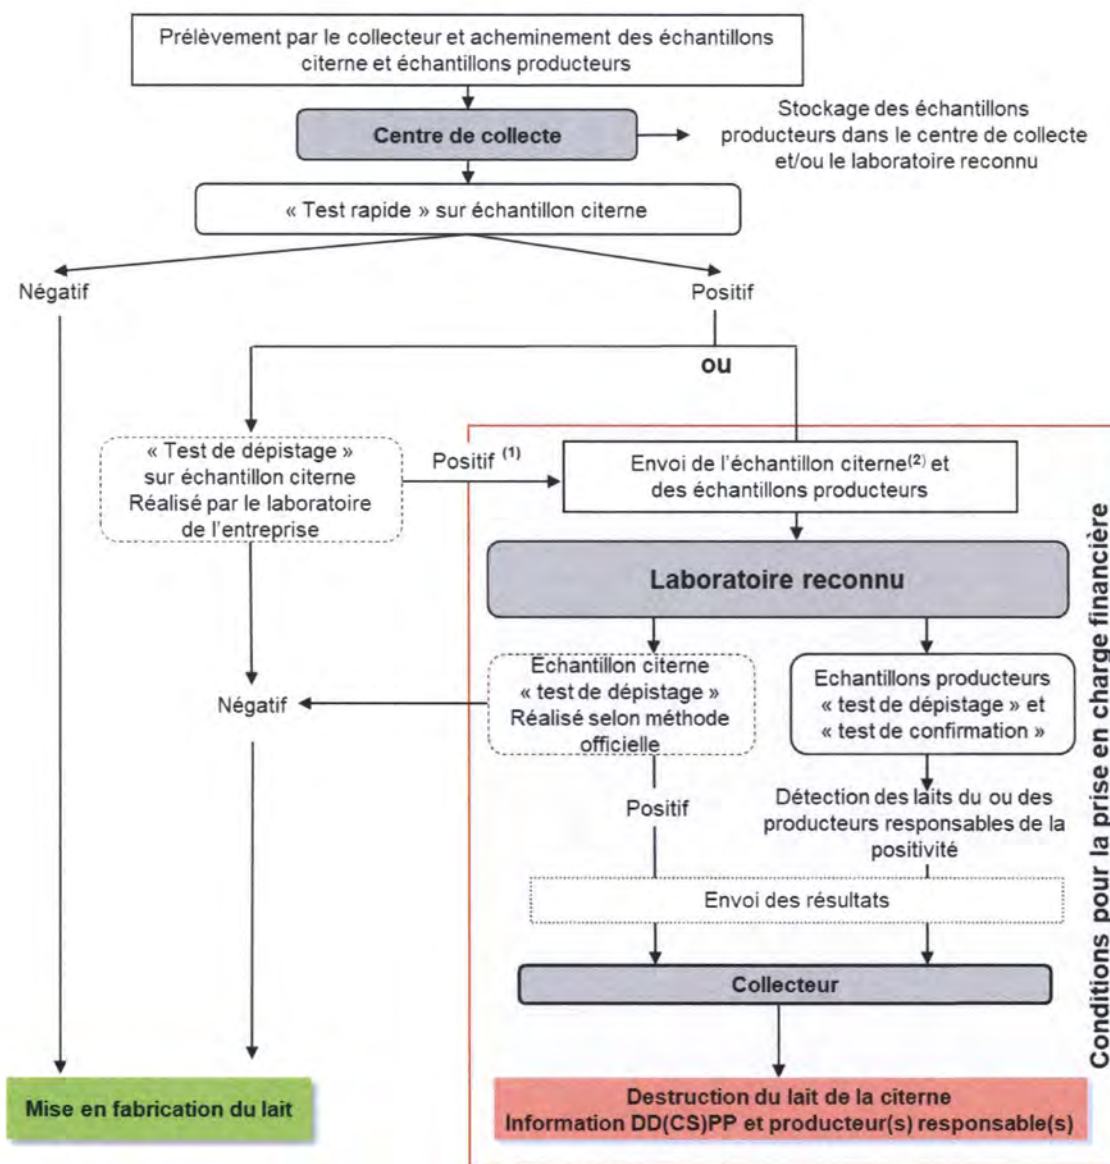 Prélèvement par le collecteur et acheminement des échantillons
citerne et échantillons producteurs
Centre de collecte
Stockage des échantillons
producteurs dans le centre de collecte
et/ou le laboratoire reconnu
« Test rapide » sur échantillon citerne
Négatif
Positif
ou
« Test de dépistage »
sur échantillon citerne
Réalisé par le laboratoire
de l'entreprise
Positif (1)
Envoi de l'échantillon citerne(2) et
des échantillons producteurs
Laboratoire reconnu
Echantillon citerne
« test de dépistage »
Réalisé selon méthode
officielle
Echantillons producteurs
« test de dépistage » et
« test de confirmation »
Négatif
Positif
Détection des laits du ou des
producteurs responsables de la
positivité
Envoi des résultats
Collecteur
Conditions pour la prise en charge financière
Mise en fabrication du lait
Destruction du lait de la citerne
Information DD(CS)PP et producteur(s) responsable(s)